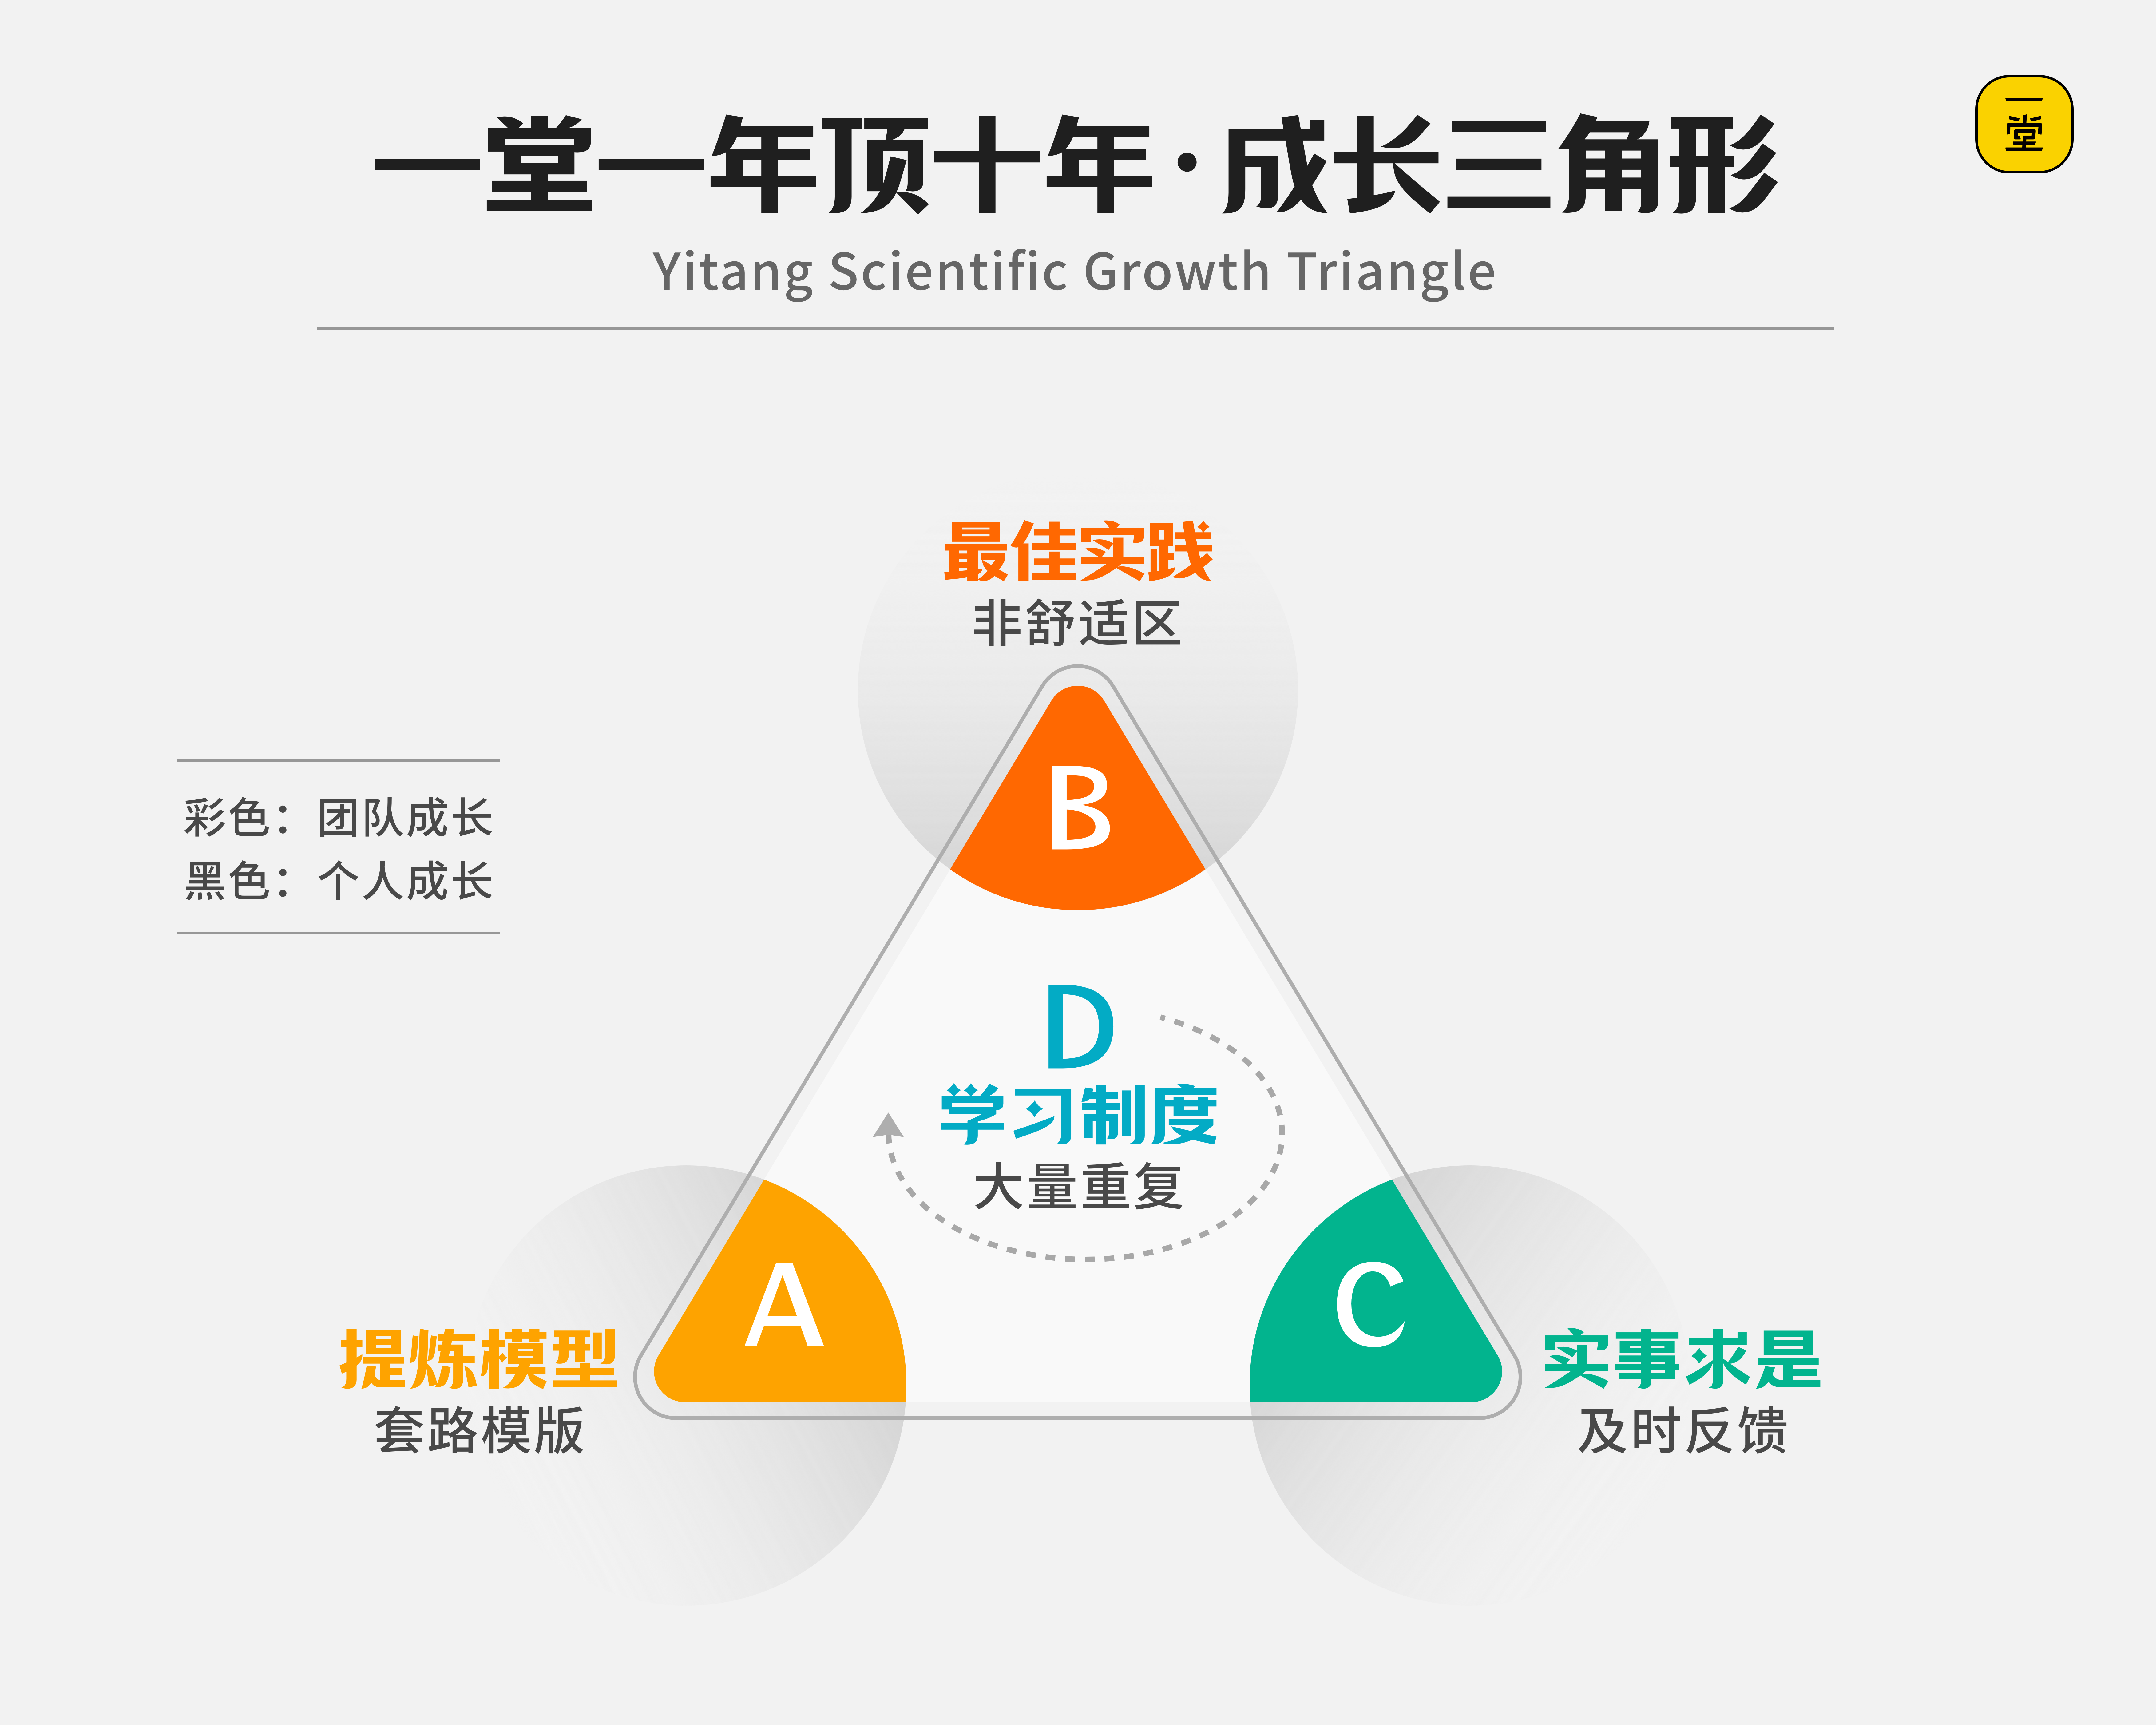 一堂一年顶十年·成长三角形
一堂
Yitang Scientific Growth Triangle
最佳实践
非舒适区
B
彩色：团队成长
黑色：个人成长
D
学习制度
大量重复
A
C
提炼模型
套路模版
实事求是
及时反馈